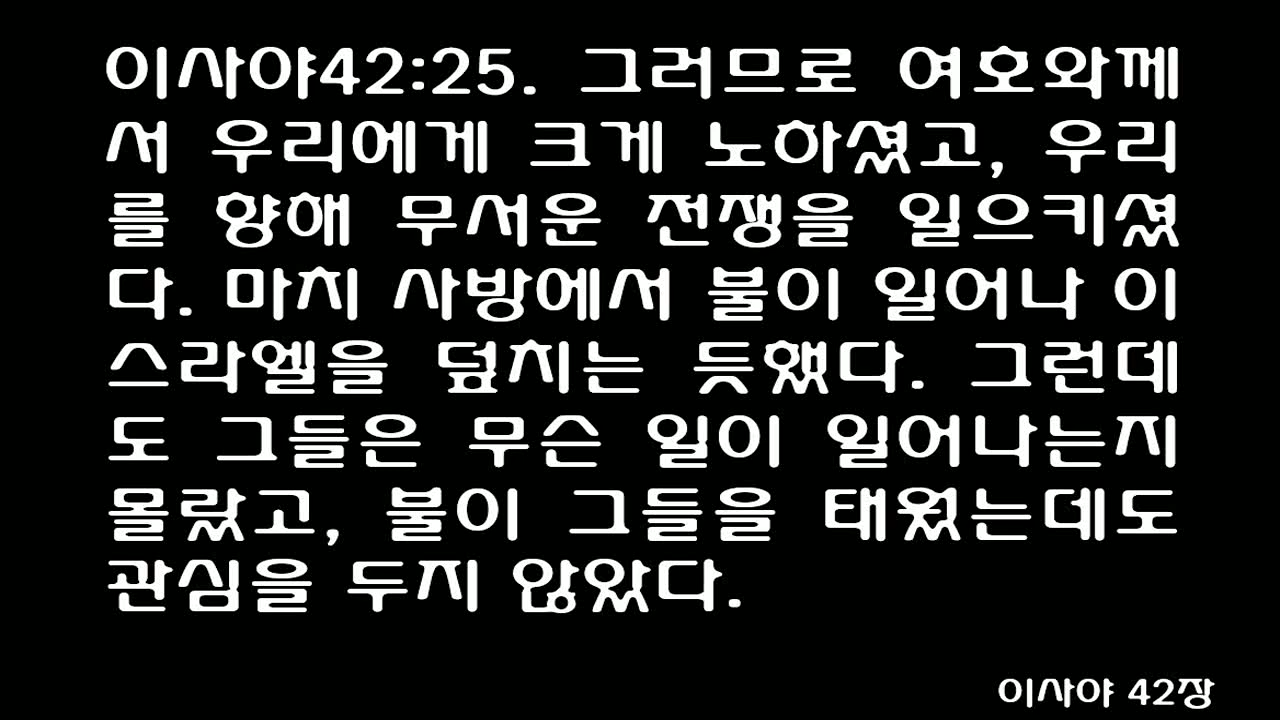 이사야42:25. 그러므로 여호와께
서 우리에게 크게 노하셨고, 우리
를 향해 무서운 전쟁을 일으키셨
다. 마치 사방에서 불이 일어나 이
스라엘을 덮치는 듯했다. 그런데
도 그들은 무슨 일이 일어나는지
몰랐고, 불이 그들을 태웠는데도
관심을 두지 않았다.
이사야 42장